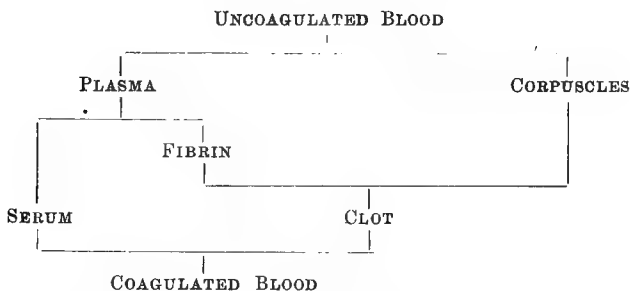 Uncoagulated Blood
Plasma
Corpuscles
Fibrin
Serum
Clot
Coagulated Blood